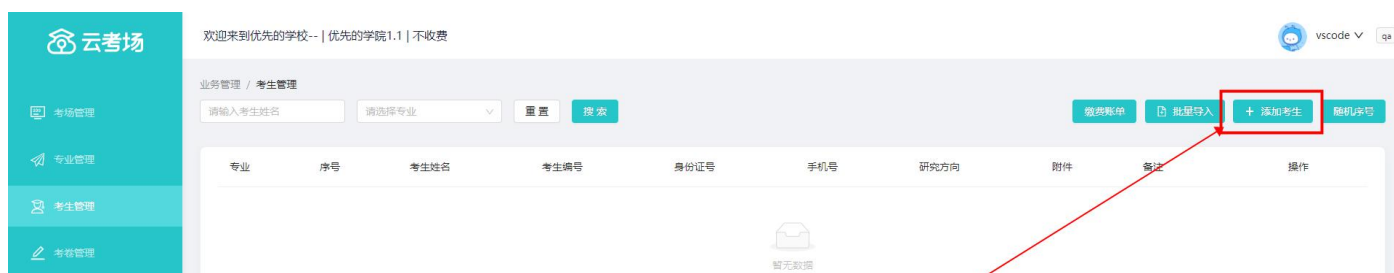 云考场
欢迎来到优先的学校-- | 优先的学院1.1 | 不收费
vscode
qa
业务管理 / 考生管理
请输入考生姓名
请选择专业
重 置
搜 索
缴费账单
批量导入
+ 添加考生
随机序号
考场管理
专业管理
考生管理
考卷管理
专业
序号
考生姓名
考生编号
身份证号
手机号
研究方向
附件
备注
操作
暂无数据